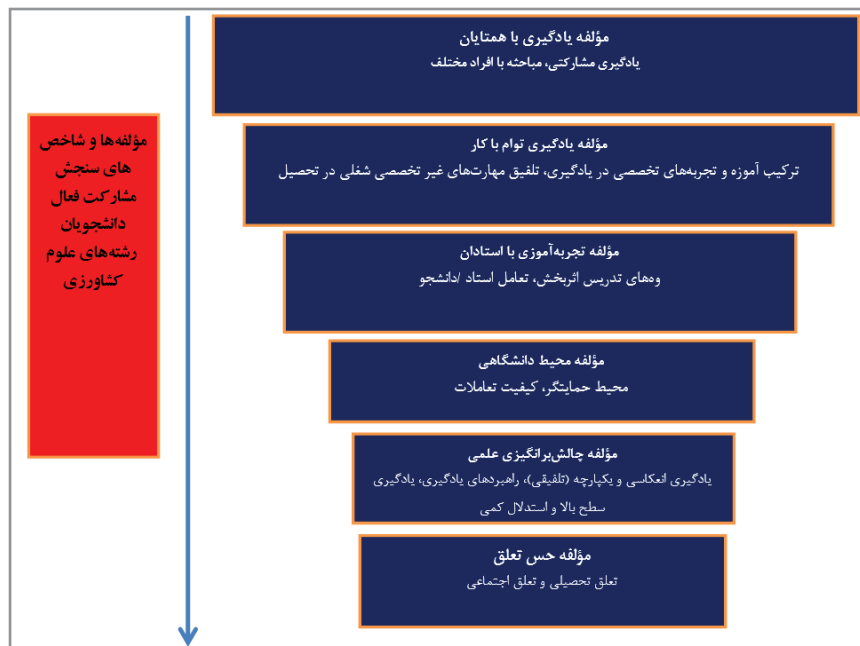 مؤلفه یادگیری با همتایان
یادگیری مشارکتی، مباحثه با افراد مختلف
مؤلفه یادگیری توام با کار
ترکیب آموزه و تجربه‌های تخصصی در یادگیری، تلفیق مهارت‌های غیر تخصصی شغلی در تحصیل
مؤلفه تجربه‌آموزی با استادان
وه‌های تدریس اثربخش، تعامل استاد /دانشجو
مؤلفه محیط دانشگاهی
محیط حمایتگر، کیفیت تعاملات
مؤلفه چالش‌برانگیزی علمی
یادگیری انعکاسی و یکپارچه (تلفیقی)، راهبردهای یادگیری، یادگیری
سطح بالا و استدلال کمی
مؤلفه حس تعلق
تعلق تحصیلی و تعلق اجتماعی
مؤلفه‌ها و شاخص
های سنجش
مشارکت فعال
دانشجویان
رشته‌های علوم
کشاورزی